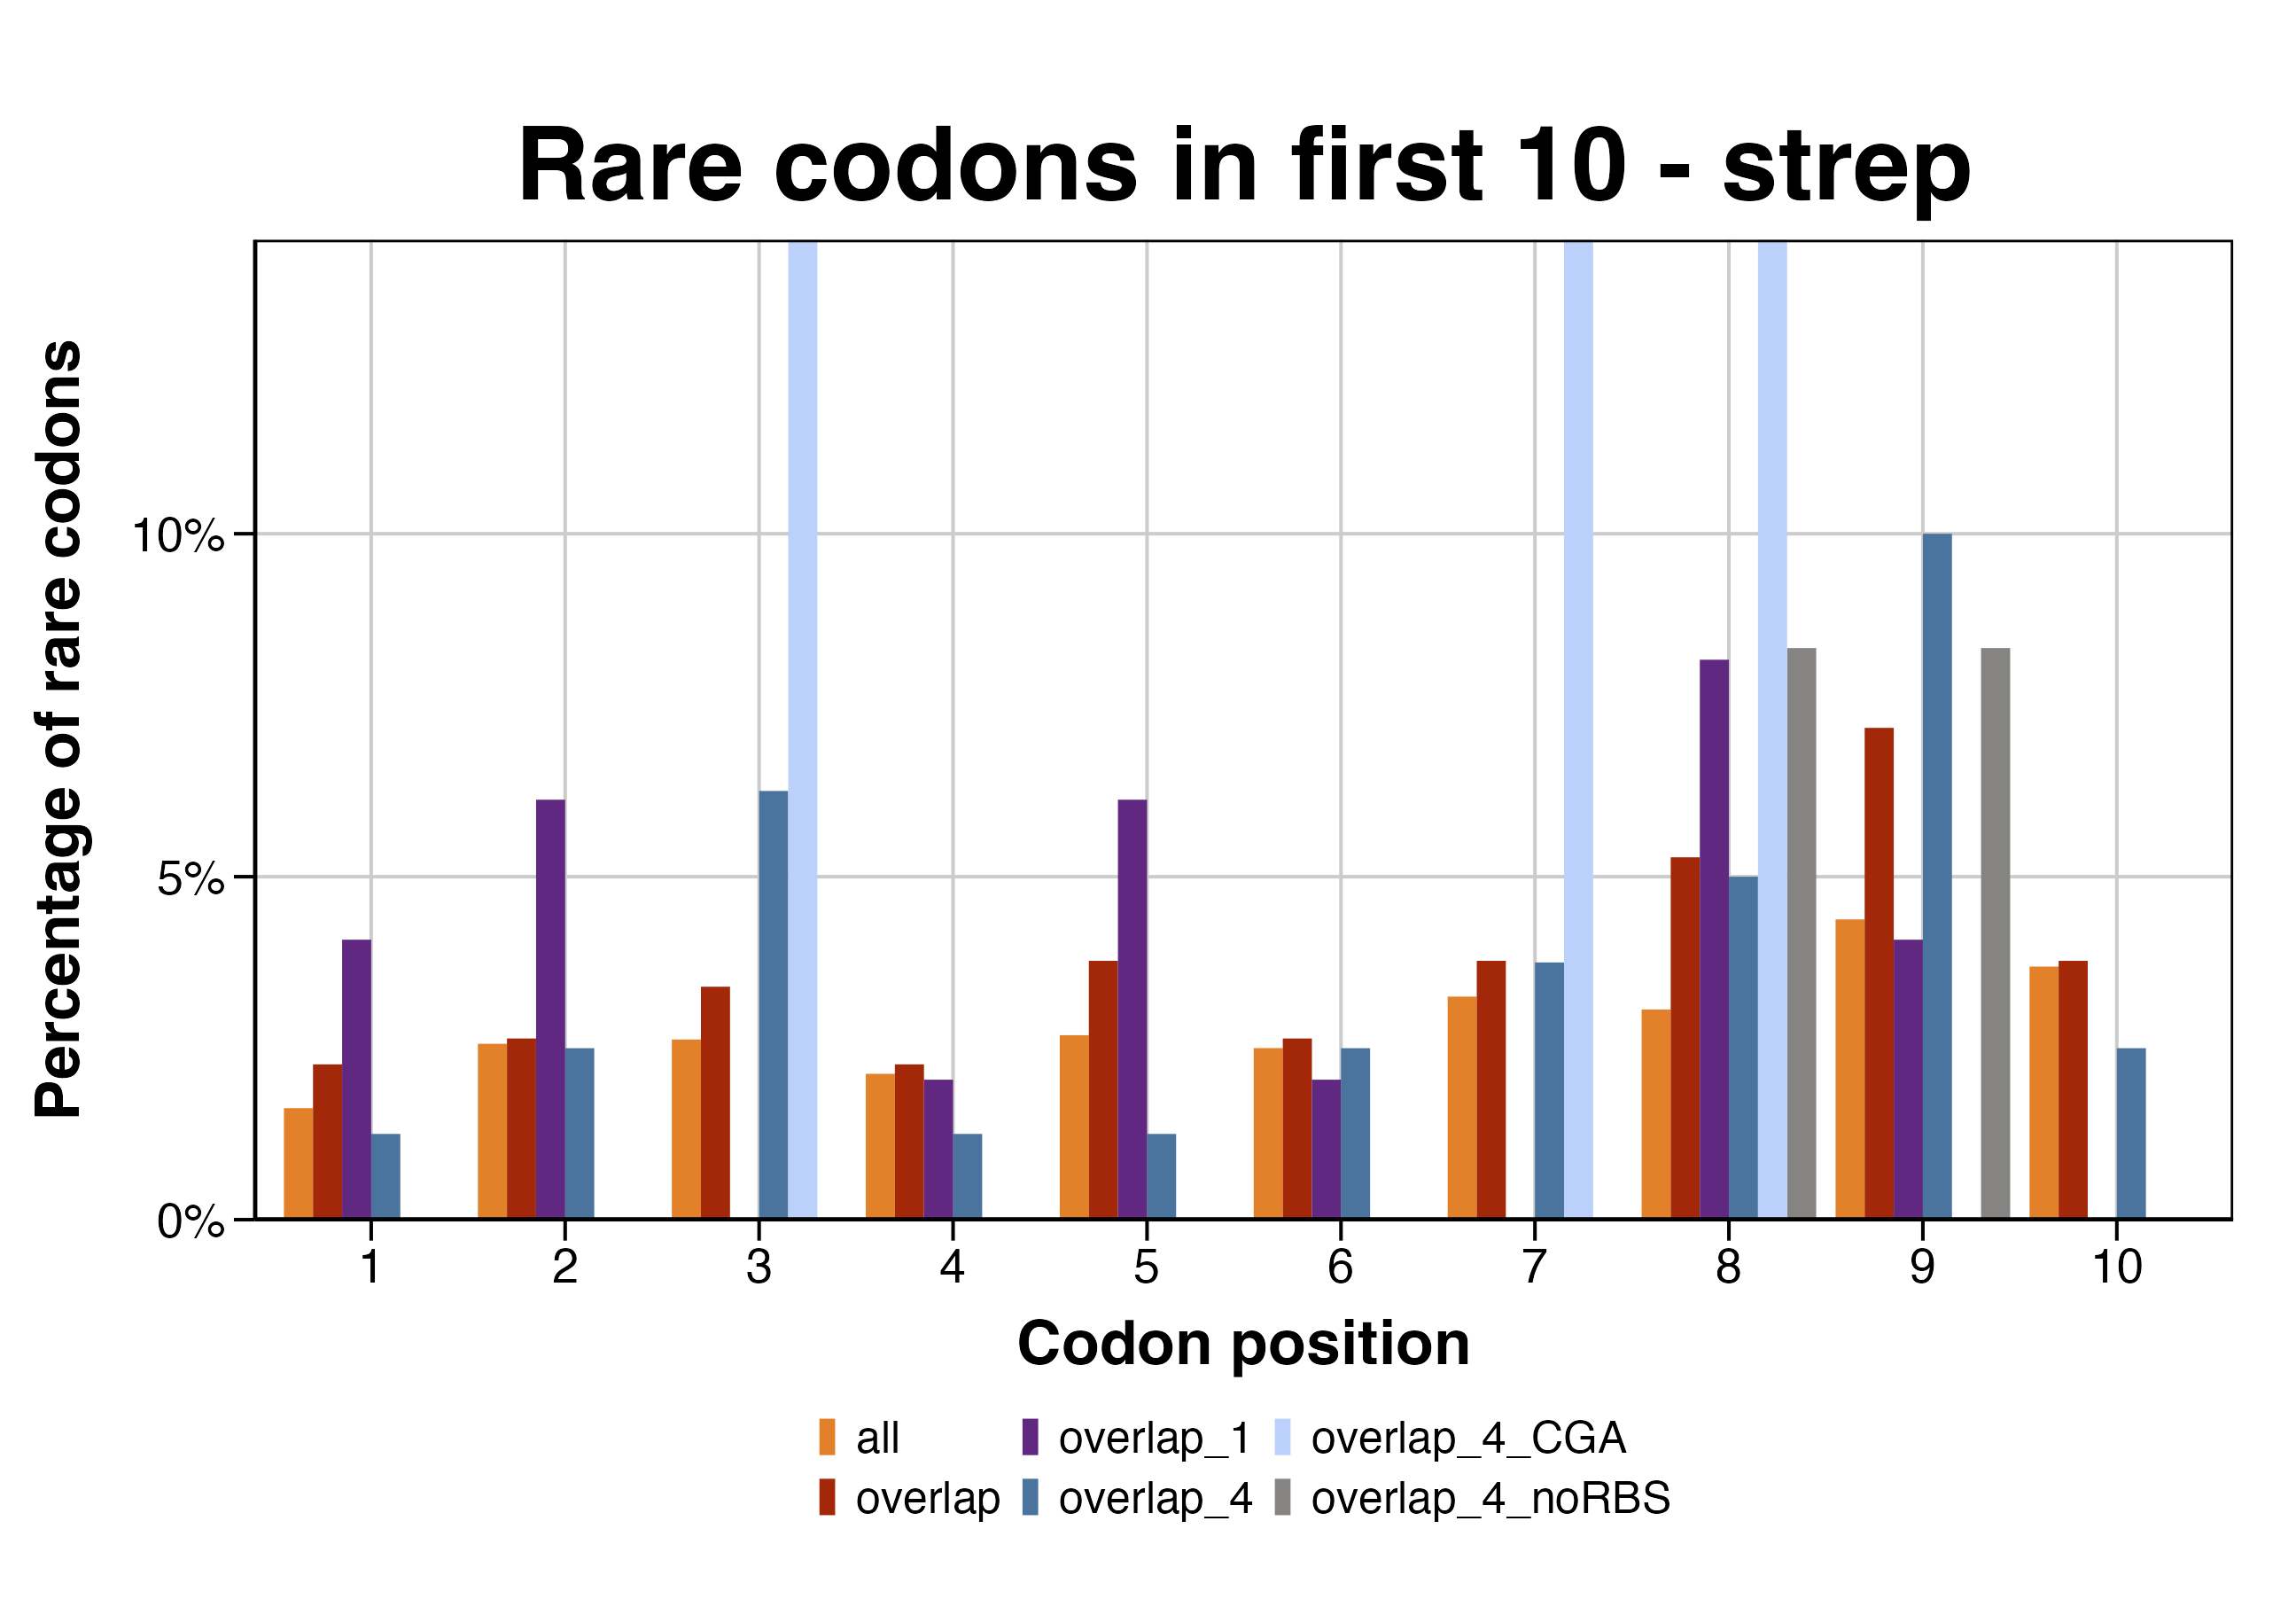 Rare codons in first 10 - strep
Percentage of rare codons
10%
5%
0%
1 2 3 4 5 6 7 8 9 10
Codon position
all overlap_1 overlap_4_CGA
overlap overlap_4 overlap_4_noRBS